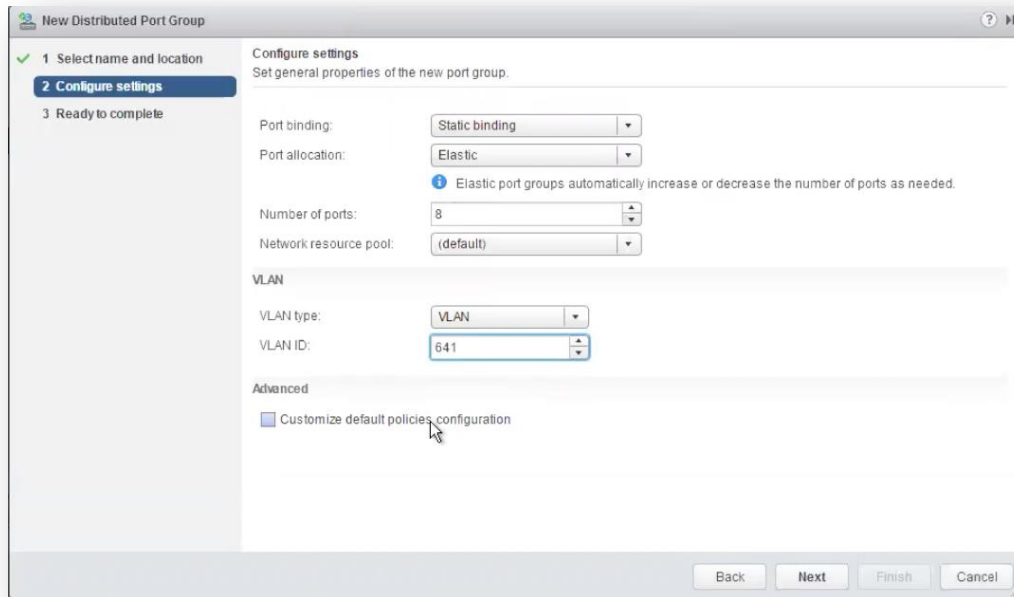 New Distributed Port Group
?
1 Select name and location
2 Configure settings
3 Ready to complete
Configure settings
Set general properties of the new port group.
Port binding: Static binding
Port allocation: Elastic
Elastic port groups automatically increase or decrease the number of ports as needed.
Number of ports: 8
Network resource pool: (default)
VLAN
VLAN type: VLAN
VLAN ID: 641
Advanced
Customize default policies configuration
Back Next Finish Cancel